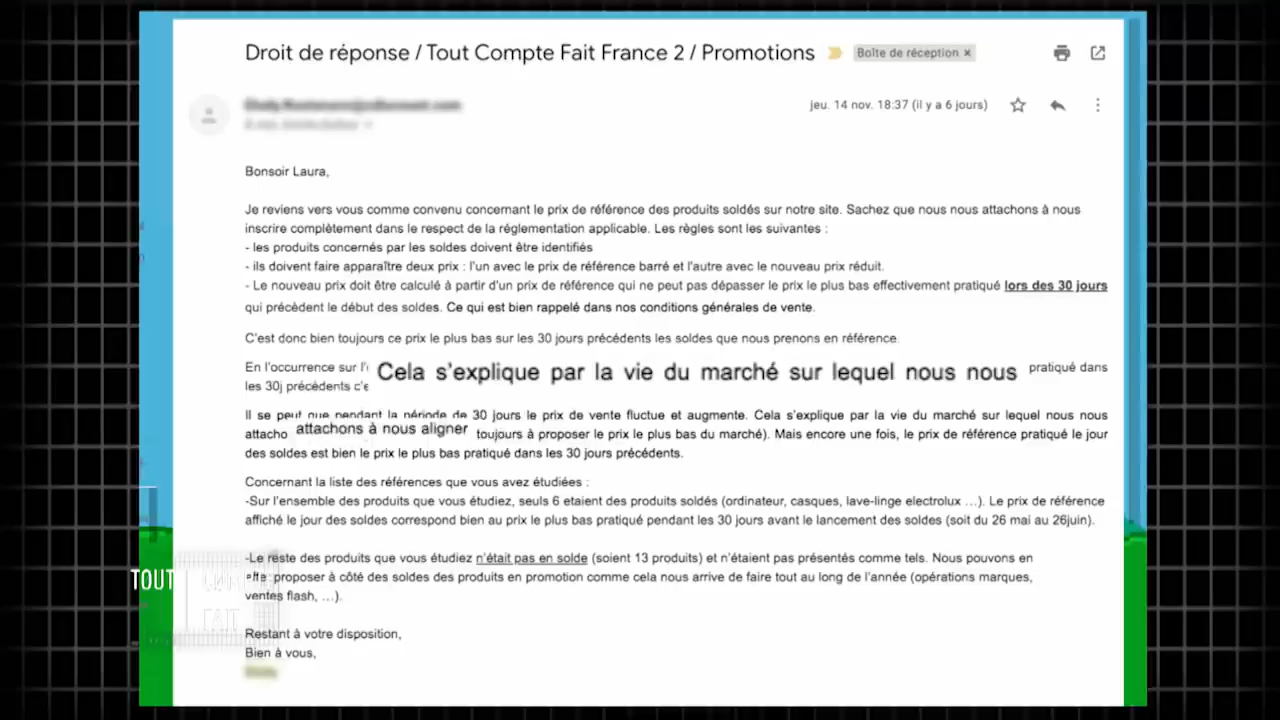 Droit de réponse / Tout Compte Fait France 2 / Promotions
Boîte de réception ×
jeu. 14 nov. 18:37 (il y a 6 jours)
Bonsoir Laura,
Je reviens vers vous comme convenu concernant le prix de référence des produits soldés sur notre site. Sachez que nous nous attachons à nous
inscrire complètement dans le respect de la réglementation applicable. Les règles sont les suivantes :
- les produits concernés par les soldes doivent être identifiés
- ils doivent faire apparaître deux prix : l'un avec le prix de référence barré et l'autre avec le nouveau prix réduit.
- Le nouveau prix doit être calculé à partir d'un prix de référence qui ne peut pas dépasser le prix le plus bas effectivement pratiqué lors des 30 jours
qui précèdent le début des soldes. Ce qui est bien rappelé dans nos conditions générales de vente.
C'est donc bien toujours ce prix le plus bas sur les 30 jours précédents les soldes que nous prenons en référence.
En l'occurrence sur
Cela s'explique par la vie du marché sur lequel nous nous
pratiqué dans
les 30j précédents
Il se peut que pendant la période de 30 jours le prix de vente fluctue et augmente. Cela s'explique par la vie du marché sur lequel nous nous
attachons à nous aligner
toujours à proposer le prix le plus bas du marché). Mais encore une fois, le prix de référence pratiqué le jour
des soldes est bien le prix le plus bas pratiqué dans les 30 jours précédents.
Concernant la liste des références que vous avez étudiées :
-Sur l'ensemble des produits que vous étudiez, seuls 6 etaient des produits soldés (ordinateur, casques, lave-linge electrolux …). Le prix de référence
affiché le jour des soldes correspond bien au prix le plus bas pratiqué pendant les 30 jours avant le lancement des soldes (soit du 26 mai au 26juin).
-Le reste des produits que vous étudiez n'était pas en solde (soient 13 produits) et n'étaient pas présentés comme tels. Nous pouvons en
proposer à côté des soldes des produits en promotion comme cela nous arrive de faire tout au long de l'année (opérations marques,
ventes flash, …).
TOUT
COMPTE
FAIT
Restant à votre disposition,
Bien à vous,